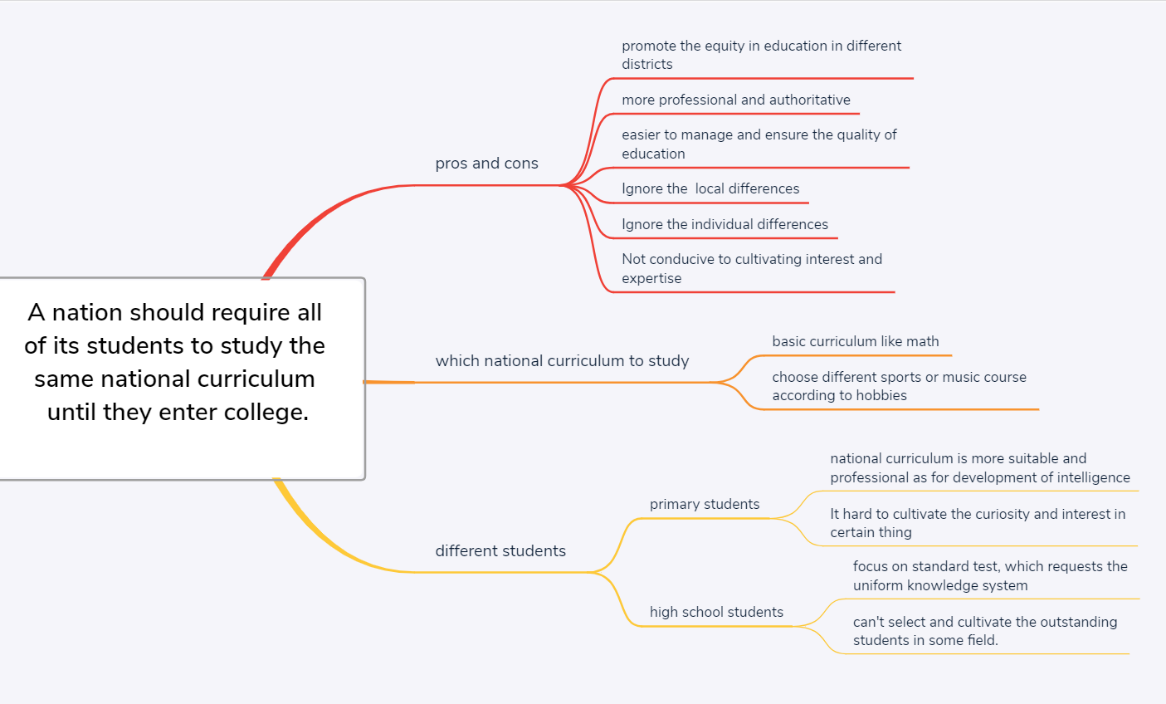 A nation should require all
of its students to study the
same national curriculum
until they enter college.
pros and cons
promote the equity in education in different
districts
more professional and authoritative
easier to manage and ensure the quality of
education
Ignore the  local differences
Ignore the individual differences
Not conducive to cultivating interest and
expertise
which national curriculum to study
basic curriculum like math
choose different sports or music course
according to hobbies
different students
primary students
national curriculum is more suitable and
professional as for development of intelligence
It hard to cultivate the curiosity and interest in
certain thing
high school students
focus on standard test, which requests the
uniform knowledge system
can't select and cultivate the outstanding
students in some field.